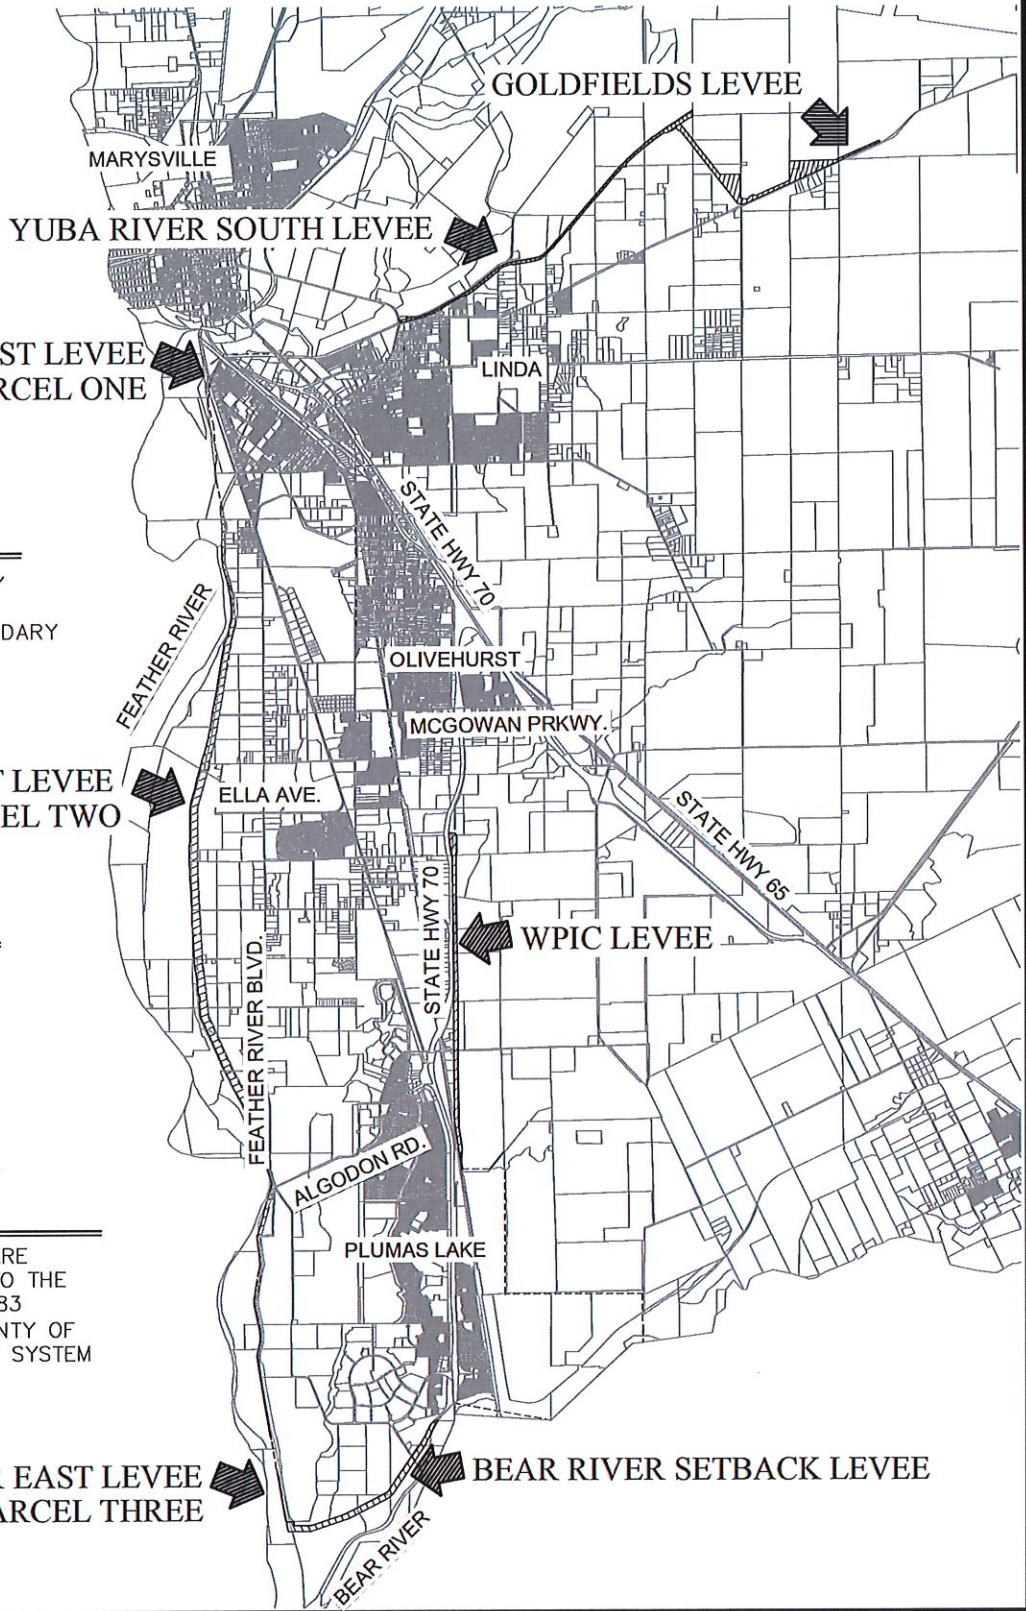 GOLDFIELDS LEVEE
MARYSVILLE
YUBA RIVER SOUTH LEVEE
ST LEVEE
RCEL ONE
LINDA
STATE HWY 70
FEATHER RIVER
DARY
OLIVEHURST
MCGOWAN PRKWY.
T LEVEE
EL TWO
ELLA AVE.
STATE HWY 65
STATE HWY 70
WPIC LEVEE
FEATHER RIVER BLVD.
ALGODON RD.
PLUMAS LAKE
RE
O THE
83
NTY OF
SYSTEM
R EAST LEVEE
ARCEL THREE
BEAR RIVER SETBACK LEVEE
BEAR RIVER